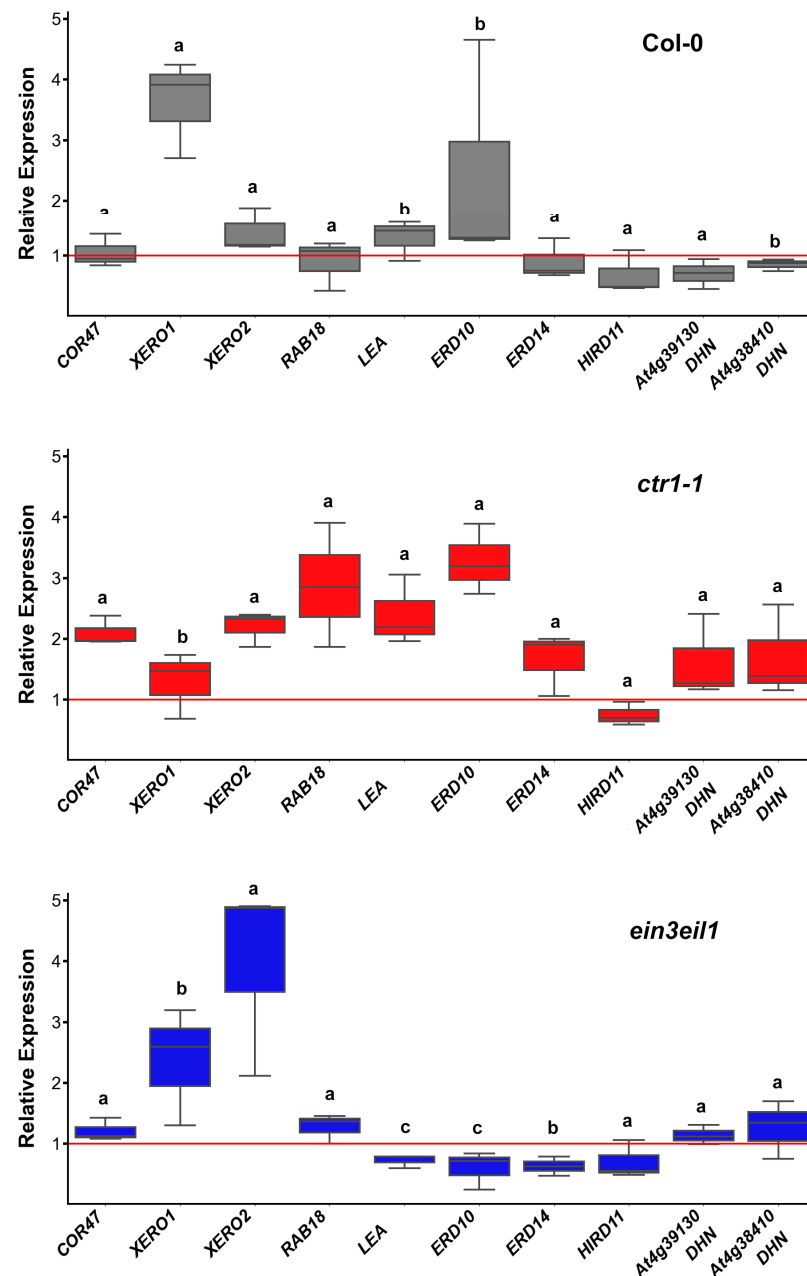 Col-0
Relaive Expression
5
4
3
2
1
a
a
a
a
b
b
a
a
a
b
COR47
XERO1
XERO2
RAB18
LEA
ERD10
ERD14
HIRD11
At4g39130
DHN
At4g38410
DHN
ctr1-1
Relative Expression
5
4
3
2
1
a
b
a
a
a
a
a
a
a
a
COR47
XERO1
XERO2
RAB18
LEA
ERD10
ERD14
HIRD11
At4g39130
DHN
At4g38410
DHN
ein3eil1
Relative Expression
5
4
3
2
1
a
b
a
a
c
c
b
a
a
a
COR47
XERO1
XERO2
RAB18
LEA
ERD10
ERD14
HIRD11
At4g39130
DHN
At4g38410
DHN